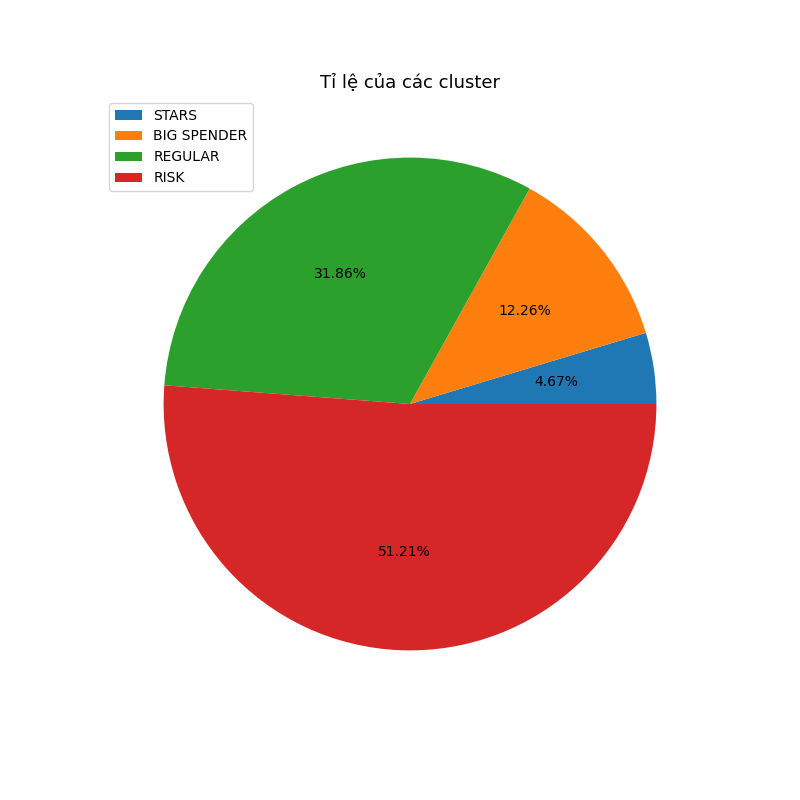 Tỉ lệ của các cluster
STARS
BIG SPENDER
REGULAR
RISK
31.86%
12.26%
4.67%
51.21%